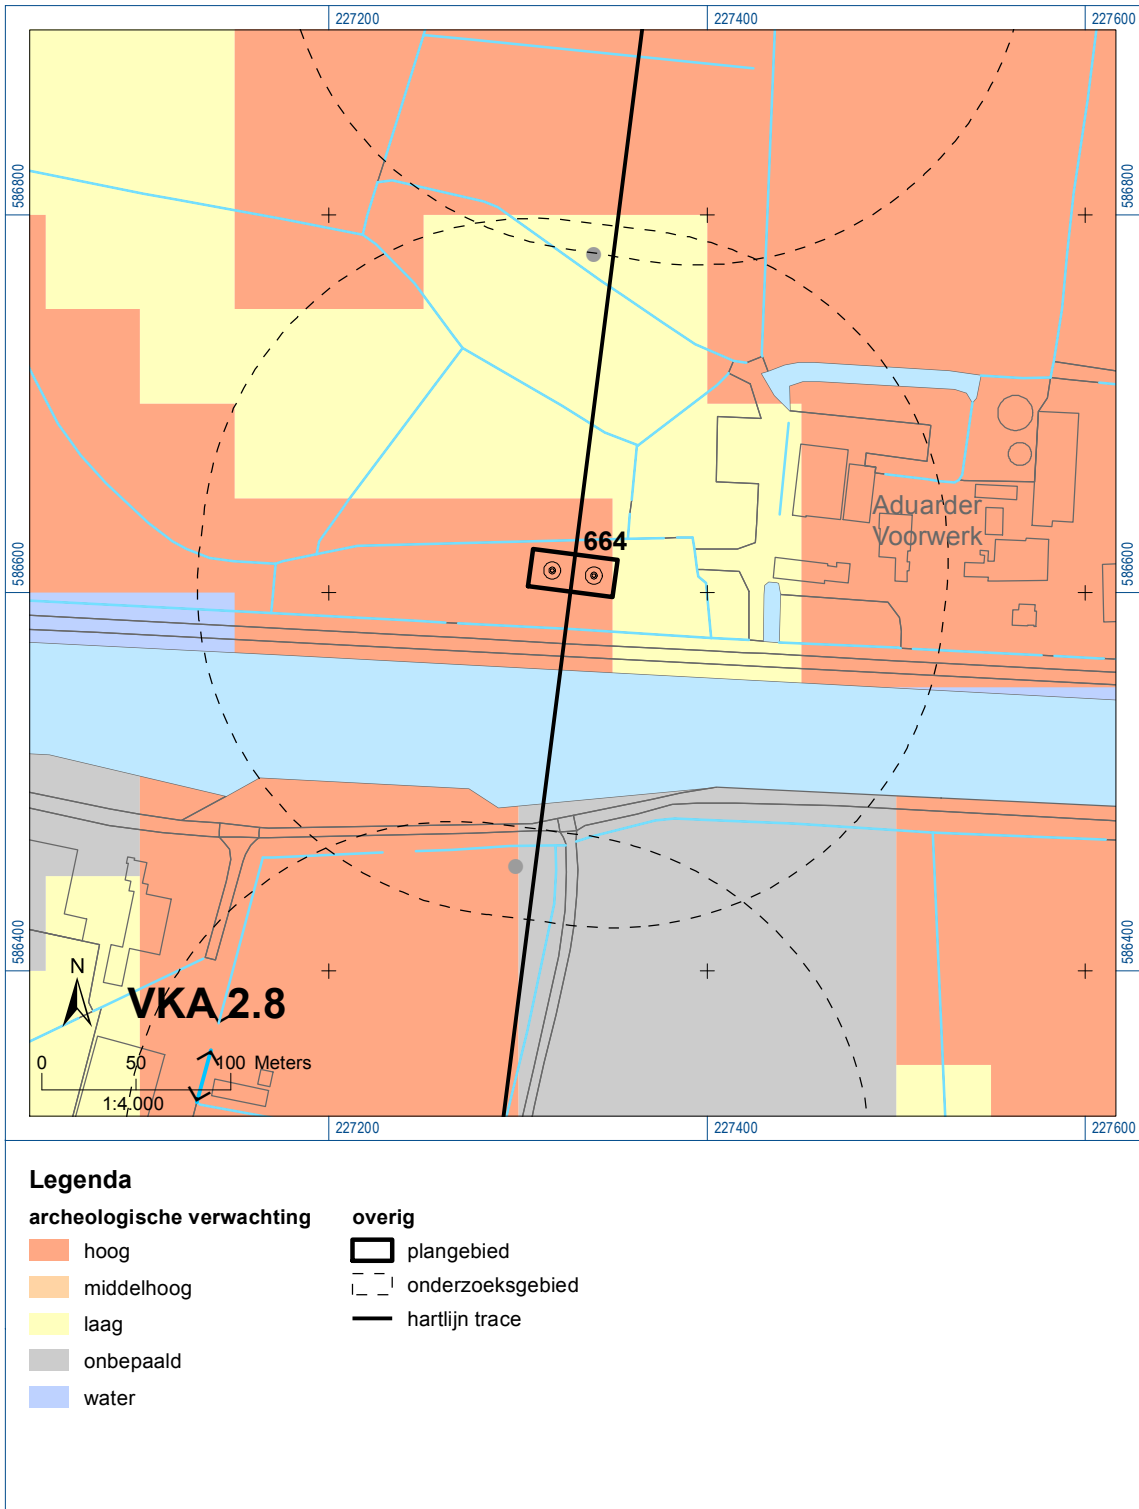 227200
227400
227600
586800
586800
664
Aduarder
Voorwerk
586600
586600
586400
586400
N
VKA 2.8
0 50 100 Meters
1:4.000
227200
227400
227600
Legenda
archeologische verwachting
hoog
middelhoog
laag
onbepaald
water
overig
plangebied
onderzoeksgebied
hartlijn trace